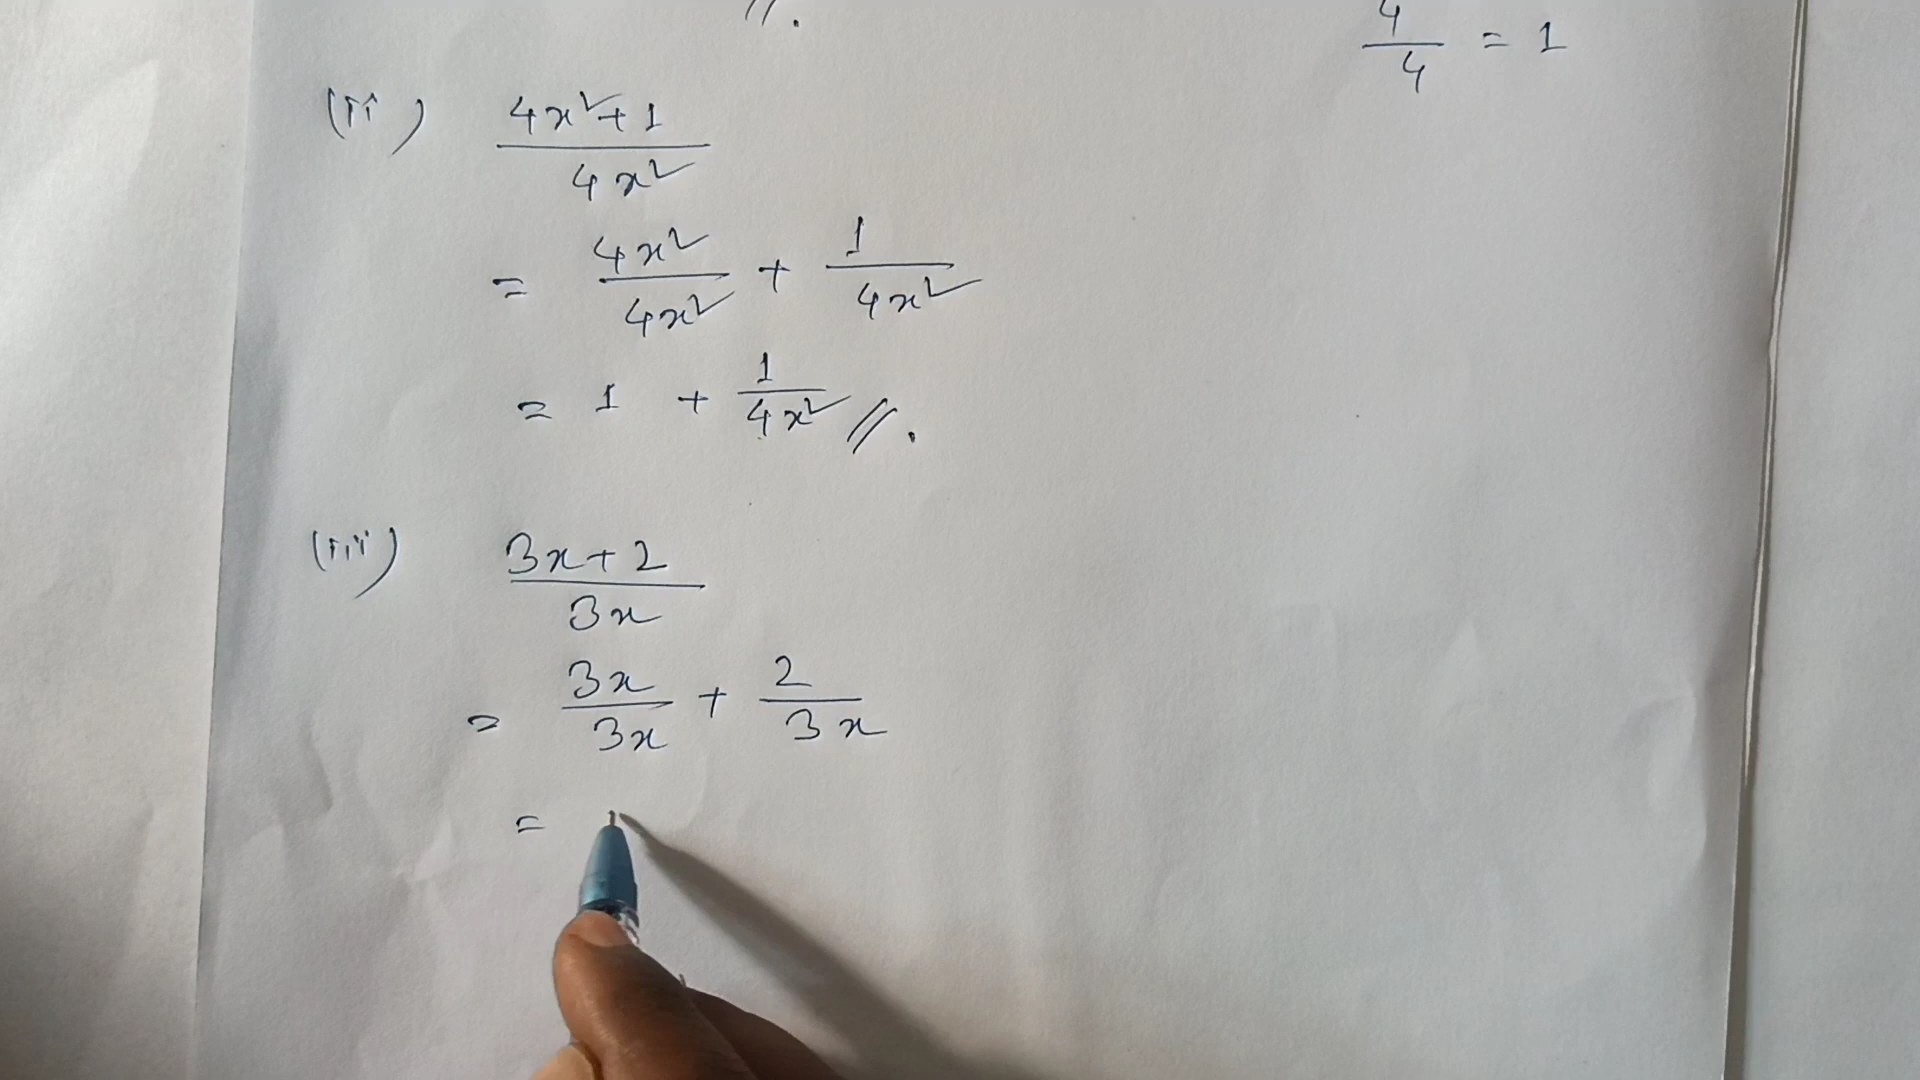 //.
4/4 = 1
(ii) (4x²+1)/(4x²)
= 4x²/4x² + 1/4x²
= 1 + 1/4x² //.
(iii) (3x+2)/(3x)
= 3x/3x + 2/3x
=